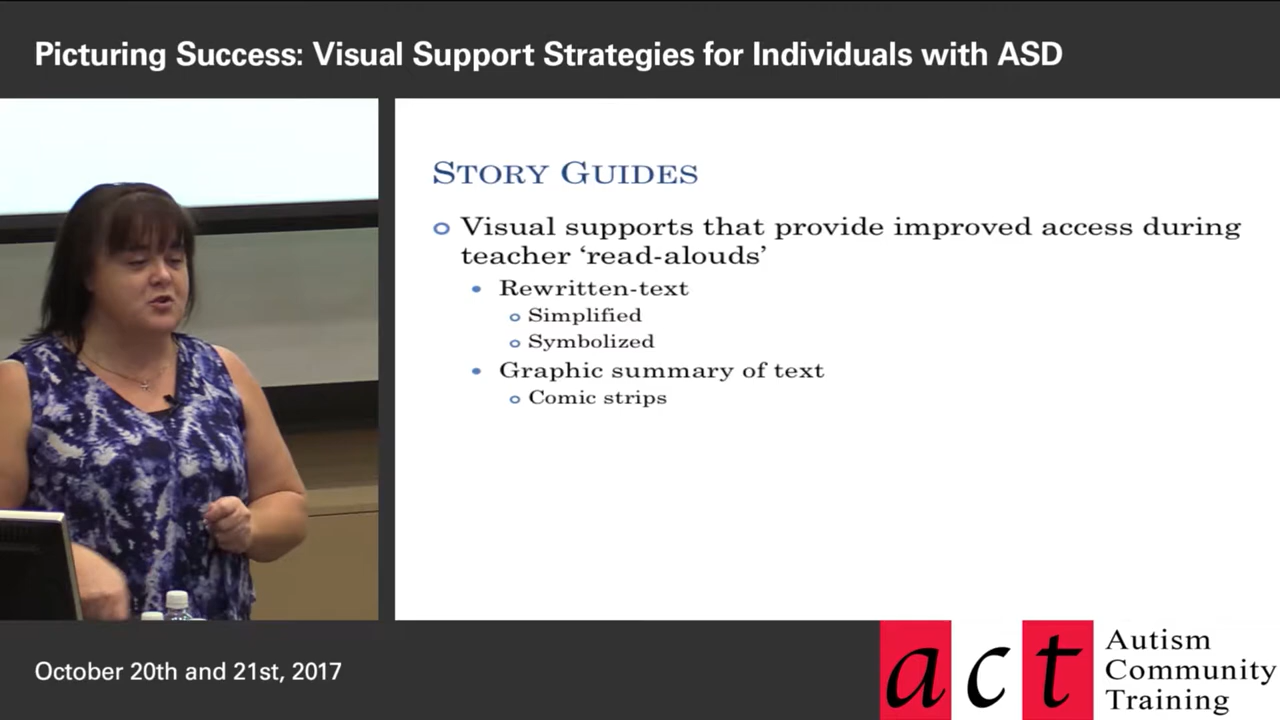 Picturing Success: Visual Support Strategies for Individuals with ASD
STORY GUIDES
Visual supports that provide improved access during
teacher ‘read-alouds’
Rewritten-text
Simplified
Symbolized
Graphic summary of text
Comic strips
October 20th and 21st, 2017
act
Autism
Community
Training